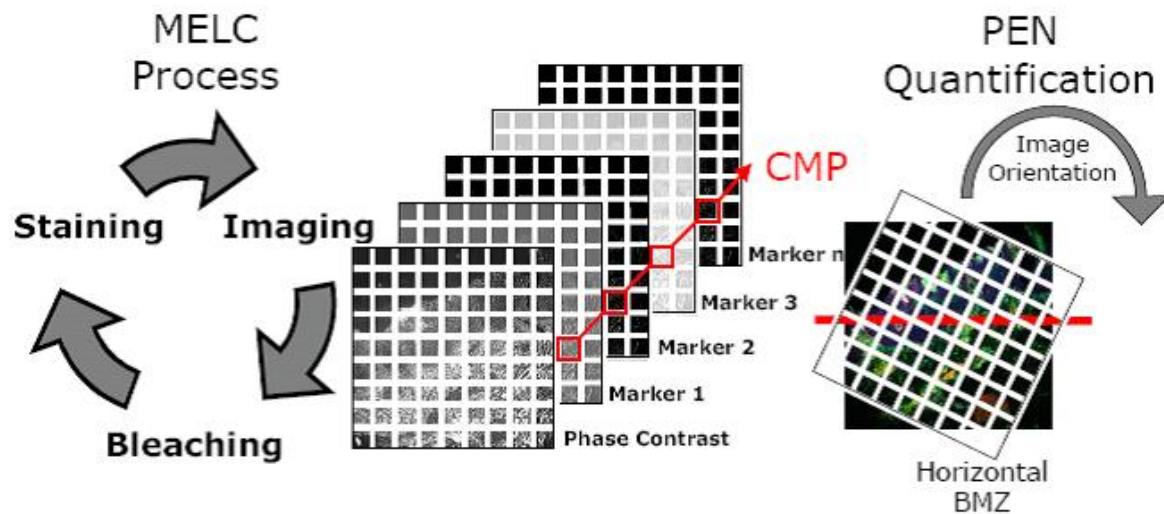 MELC
Process
Staining
Imaging
Bleaching
CMP
Marker n
Marker 3
Marker 2
Marker 1
Phase Contrast
PEN
Quantification
Image
Orientation
Horizontal
BMZ